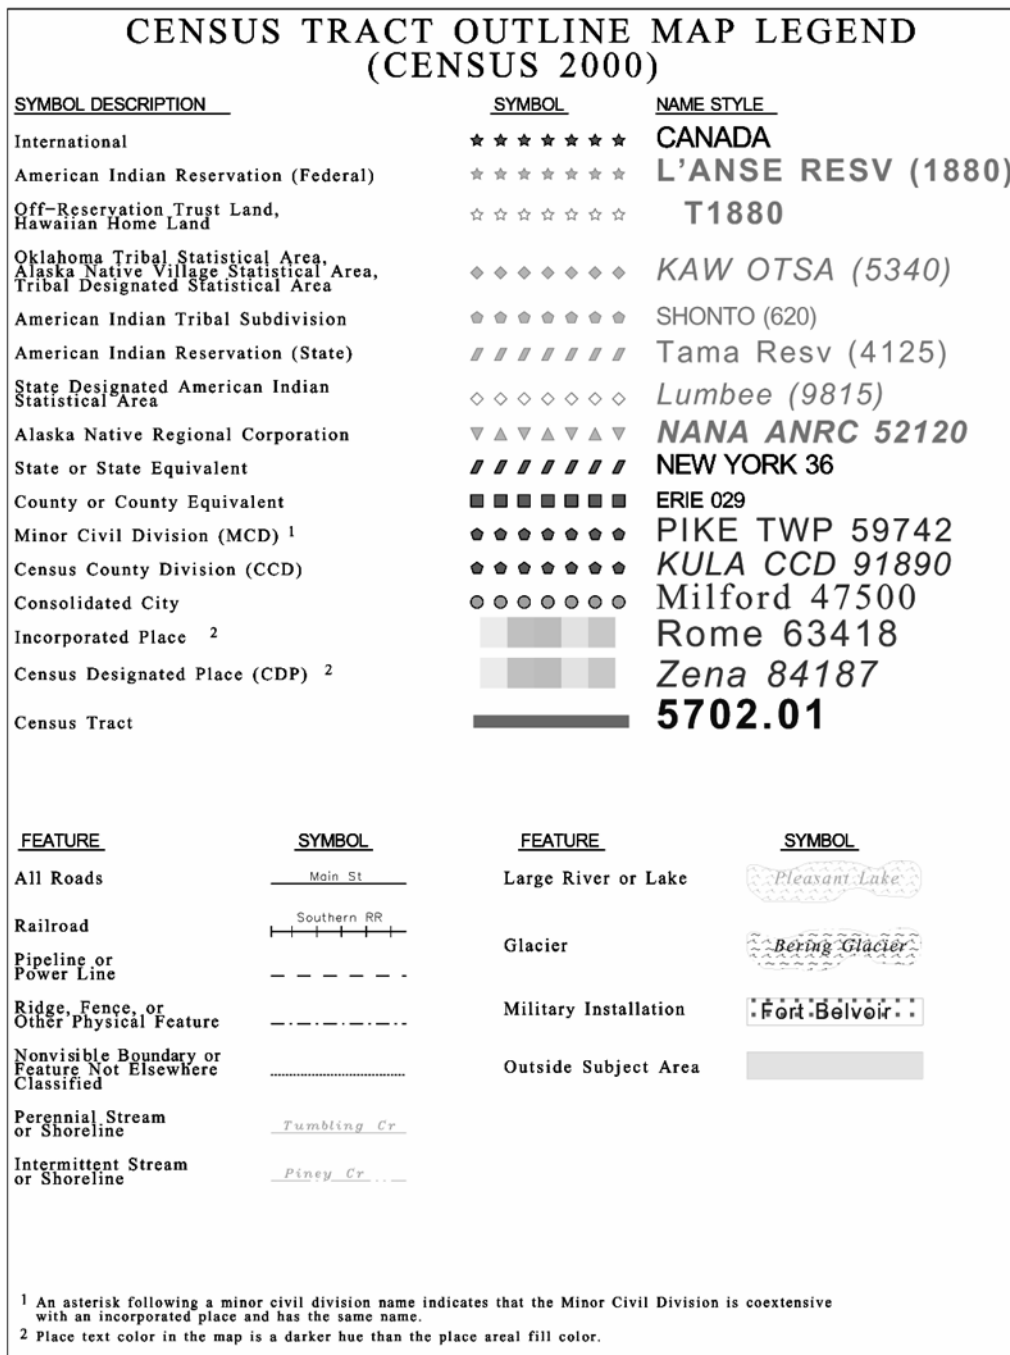 CENSUS TRACT OUTLINE MAP LEGEND
(CENSUS 2000)
SYMBOL DESCRIPTION SYMBOL NAME STYLE
International CANADA
American Indian Reservation (Federal) L'ANSE RESV (1880)
Off-Reservation Trust Land,
Hawaiian Home Land T1880
Oklahoma Tribal Statistical Area,
Alaska Native Village Statistical Area,
Tribal Designated Statistical Area KAW OTSA (5340)
American Indian Tribal Subdivision SHONTO (620)
American Indian Reservation (State) Tama Resv (4125)
State Designated American Indian
Statistical Area Lumbee (9815)
Alaska Native Regional Corporation NANA ANRC 52120
State or State Equivalent NEW YORK 36
County or County Equivalent ERIE 029
Minor Civil Division (MCD) 1 PIKE TWP 59742
Census County Division (CCD) KULA CCD 91890
Consolidated City Milford 47500
Incorporated Place 2 Rome 63418
Census Designated Place (CDP) 2 Zena 84187
Census Tract 5702.01
FEATURE SYMBOL
All Roads Main St
Railroad Southern RR
Pipeline or
Power Line
Ridge, Fence, or
Other Physical Feature
Nonvisible Boundary or
Feature Not Elsewhere
Classified
Perennial Stream
or Shoreline Tumbling Cr
Intermittent Stream
or Shoreline Piney Cr
FEATURE SYMBOL
Large River or Lake Pleasant Lake
Glacier Bering Glacier
Military Installation Fort Belvoir
Outside Subject Area
1 An asterisk following a minor civil division name indicates that the Minor Civil Division is coextensive
with an incorporated place and has the same name.
2 Place text color in the map is a darker hue than the place areal fill color.